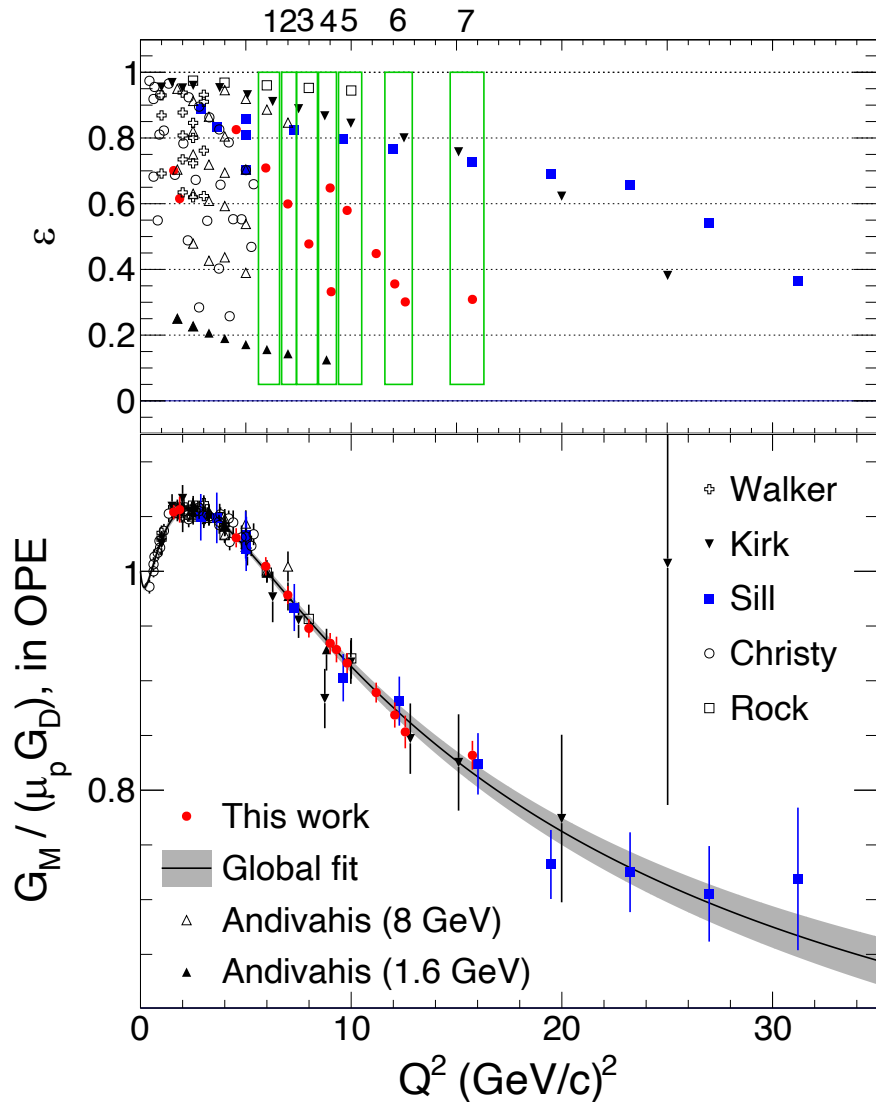 1 2 3 4 5 6 7
1
0.8
0.6
0.4
0.2
0
ε
1
0.8
G_M / (μ_p G_D), in OPE
Walker
Kirk
Sill
Christy
Rock
This work
Global fit
Andivahis (8 GeV)
Andivahis (1.6 GeV)
0 10 20 30
Q² (GeV/c)²